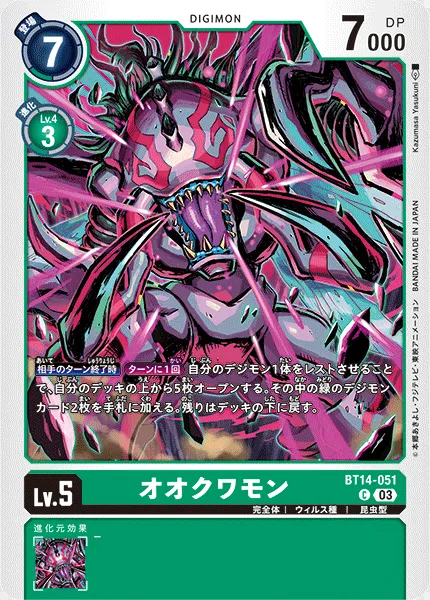 DIGIMON
登場
7
7000
DP
進化
Lv.4
3
Kazumasa Yasukuni
BANDAI MADE IN JAPAN
© 本郷あきよし・フジテレビ・東映アニメーション
相手のターン終了時 ターンに1回 自分のデジモン1体をレストさせること
で、自分のデッキの上から5枚オープンする。その中の緑のデジモン
カード2枚を手札に加える。残りはデッキの下に戻す。
BT14-051
Lv.5
オオクワモン
C 03
完全体 | ウィルス種 | 昆虫型
進化元効果